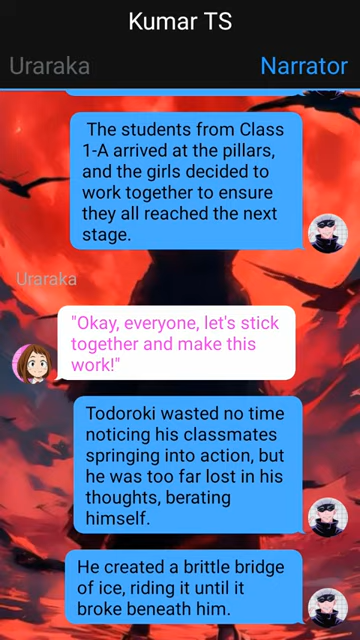 Kumar TS
Uraraka
Narrator
The students from Class
1-A arrived at the pillars,
and the girls decided to
work together to ensure
they all reached the next
stage.
Uraraka
"Okay, everyone, let's stick
together and make this
work!"
Todoroki wasted no time
noticing his classmates
springing into action, but
he was too far lost in his
thoughts, berating
himself.
He created a brittle bridge
of ice, riding it until it
broke beneath him.